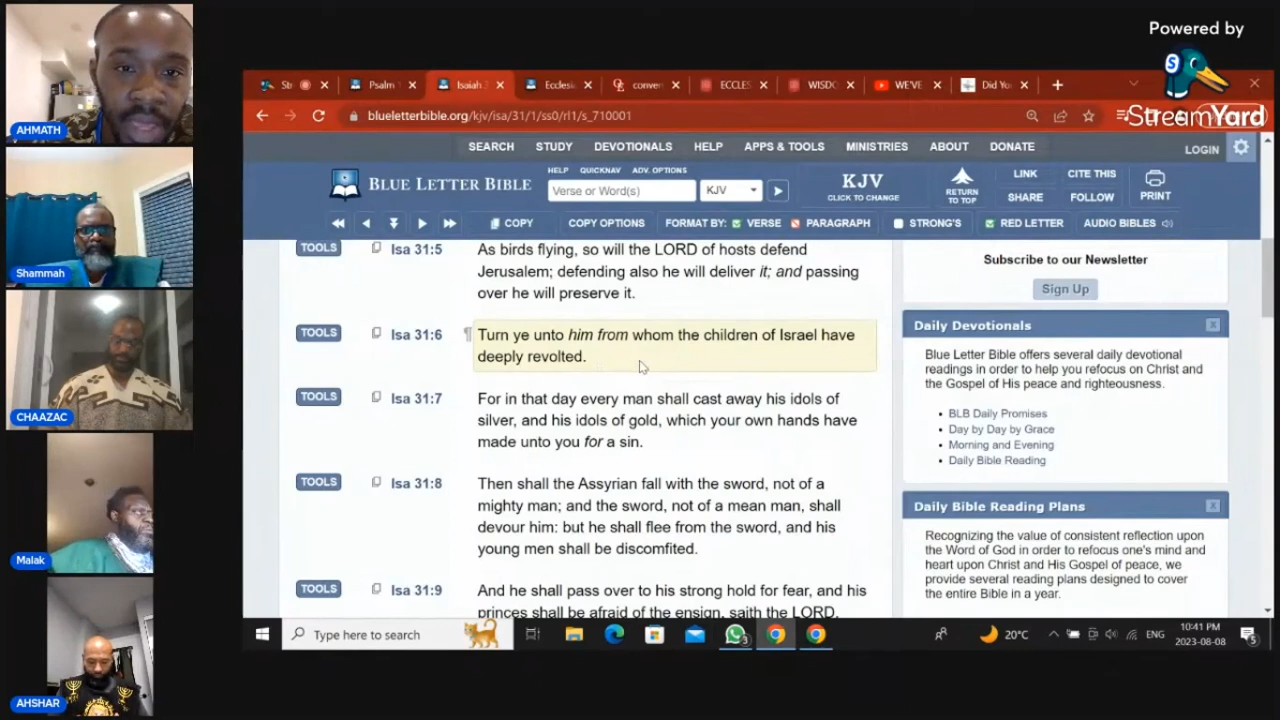 Powered by
StreamYard
AHMATH
Shammah
CHAAZAC
Malak
AHSHAR
Psalm
Isaiah
Ecclesi
conver
ECCLES
WISDO
WE'VE
Did Yo
blueletterbible.org/kjv/isa/31/1/ss0/rl1/s_710001
SEARCH STUDY DEVOTIONALS HELP APPS & TOOLS MINISTRIES ABOUT DONATE
LOGIN
BLUE LETTER BIBLE
HELP QUICKNAV ADV. OPTIONS
Verse or Word(s)
KJV
KJV
CLICK TO CHANGE
RETURN
TO TOP
LINK
CITE THIS
SHARE
FOLLOW
PRINT
COPY COPY OPTIONS FORMAT BY: VERSE PARAGRAPH STRONG'S RED LETTER AUDIO BIBLES
TOOLS Isa 31:5 As birds flying, so will the LORD of hosts defend
Jerusalem; defending also he will deliver it; and passing
over he will preserve it.
TOOLS Isa 31:6 ¶ Turn ye unto him from whom the children of Israel have
deeply revolted.
TOOLS Isa 31:7 For in that day every man shall cast away his idols of
silver, and his idols of gold, which your own hands have
made unto you for a sin.
TOOLS Isa 31:8 Then shall the Assyrian fall with the sword, not of a
mighty man; and the sword, not of a mean man, shall
devour him: but he shall flee from the sword, and his
young men shall be discomfited.
TOOLS Isa 31:9 And he shall pass over to his strong hold for fear, and his
princes shall be afraid of the ensign, saith the LORD,
Subscribe to our Newsletter
Sign Up
Daily Devotionals
Blue Letter Bible offers several daily devotional
readings in order to help you refocus on Christ and
the Gospel of His peace and righteousness.
BLB Daily Promises
Day by Day by Grace
Morning and Evening
Daily Bible Reading
Daily Bible Reading Plans
Recognizing the value of consistent reflection upon
the Word of God in order to refocus one's mind and
heart upon Christ and His Gospel of peace, we
provide several reading plans designed to cover
the entire Bible in a year.
Type here to search
20°C
ENG
10:41 PM
2023-08-08